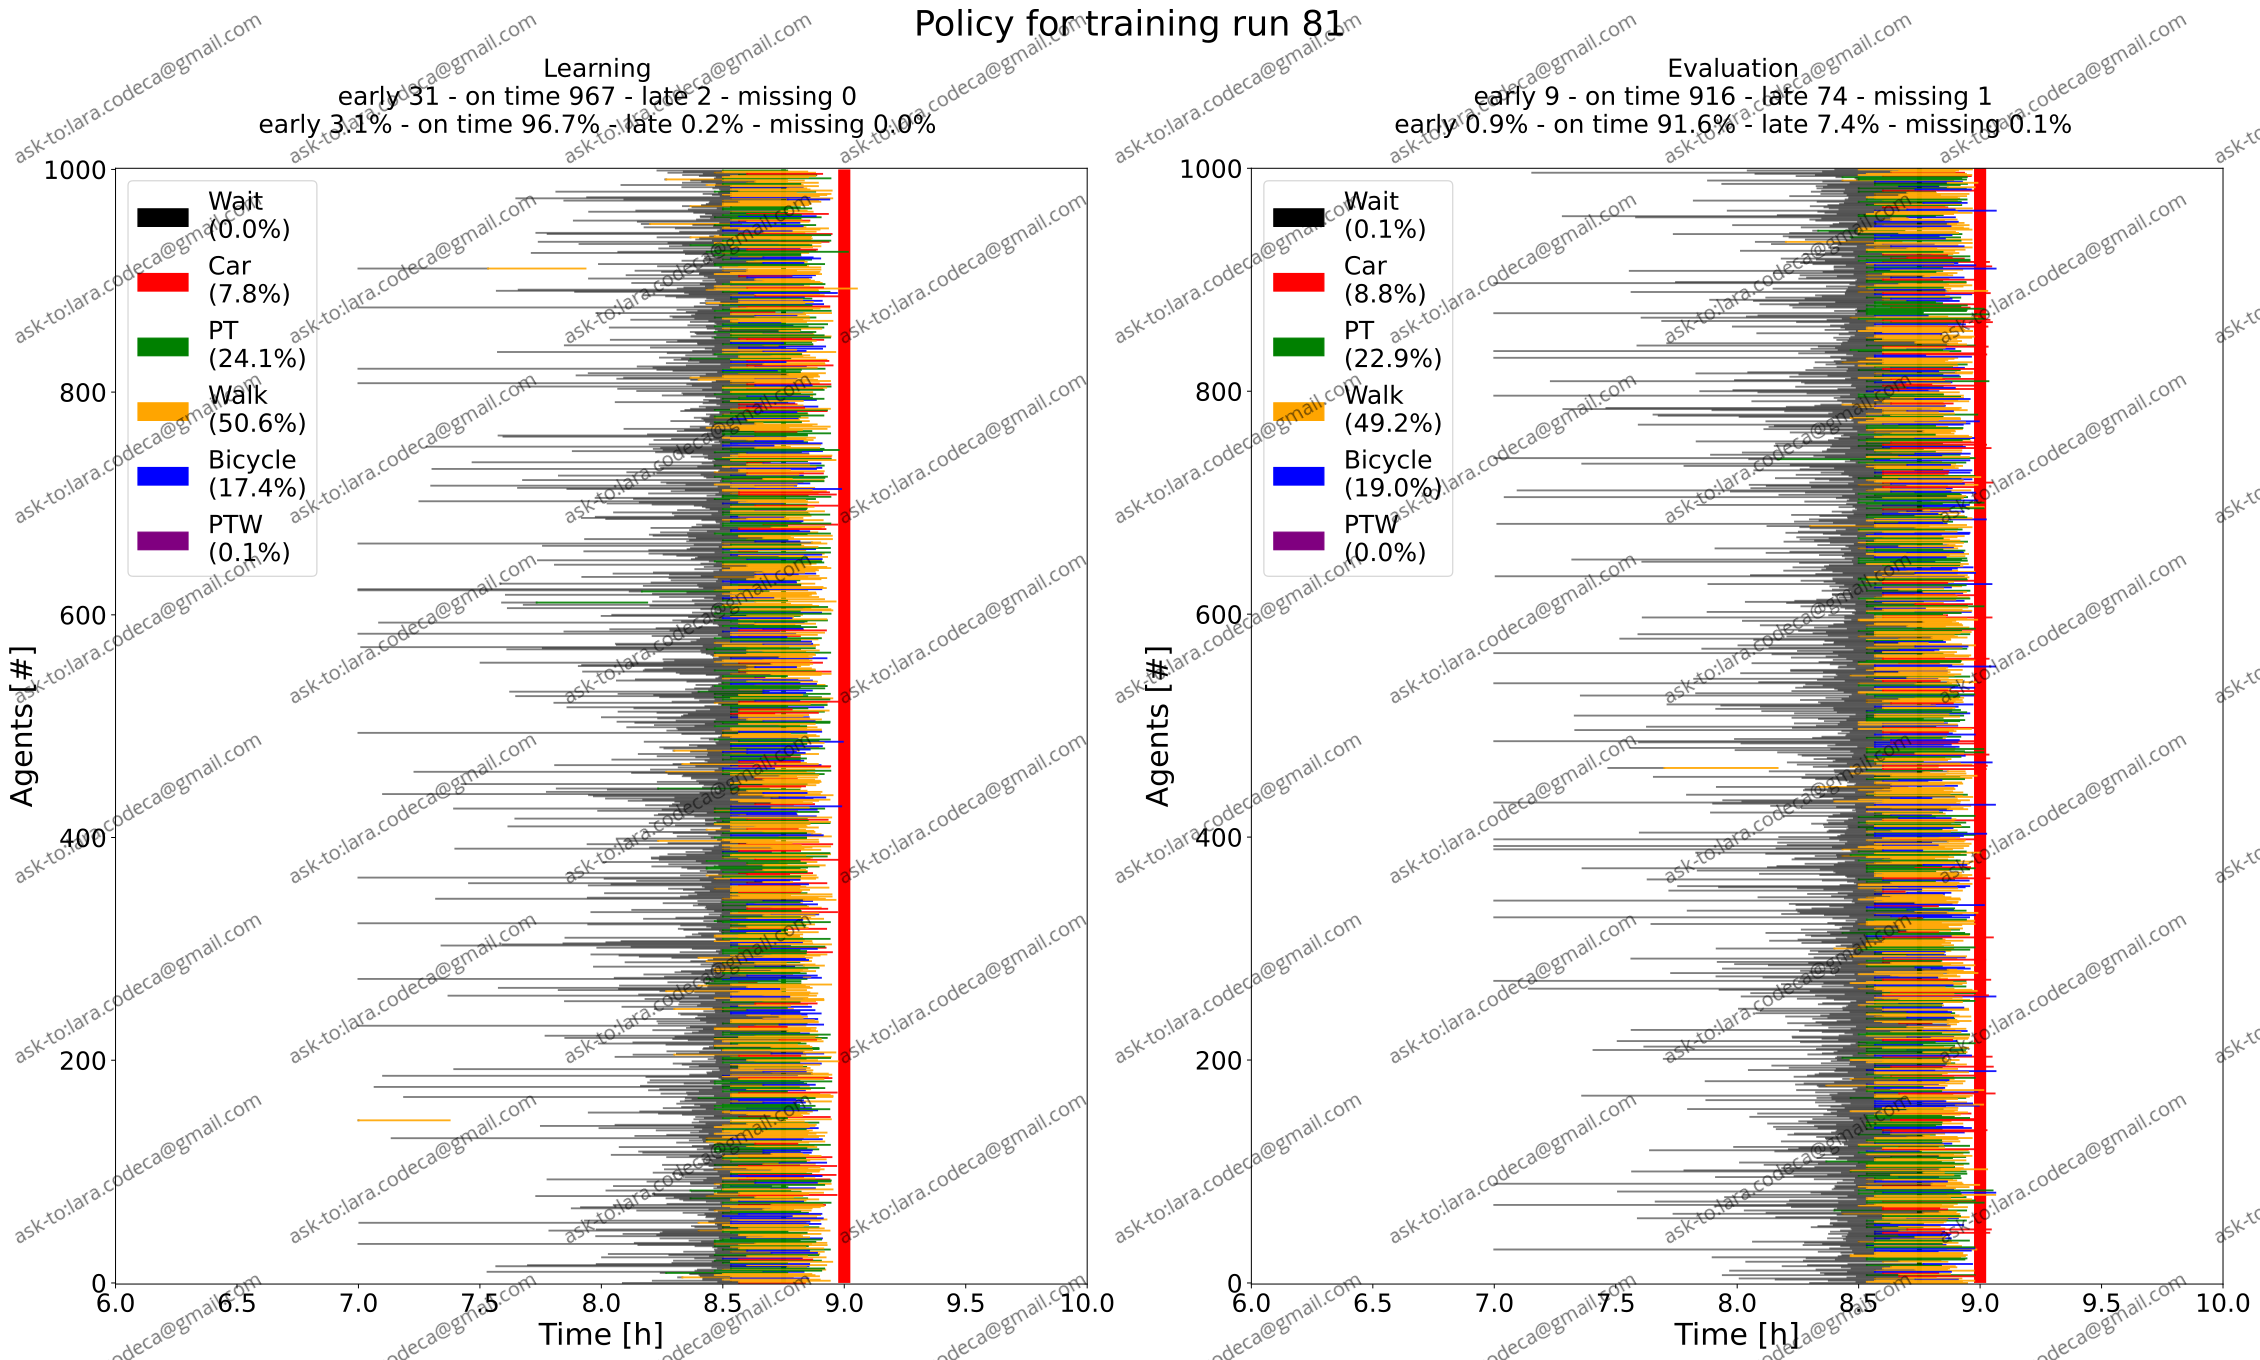 Policy for training run 81
Learning
early 31 - on time 967 - late 2 - missing 0
early 3.1% - on time 96.7% - late 0.2% - missing 0.0%
Agents [#]
1000
800
600
400
200
0
Wait
(0.0%)
Car
(7.8%)
PT
(24.1%)
Walk
(50.6%)
Bicycle
(17.4%)
PTW
(0.1%)
6.0 6.5 7.0 7.5 8.0 8.5 9.0 9.5 10.0
Time [h]
Evaluation
early 9 - on time 916 - late 74 - missing 1
early 0.9% - on time 91.6% - late 7.4% - missing 0.1%
Agents [#]
1000
800
600
400
200
0
Wait
(0.1%)
Car
(8.8%)
PT
(22.9%)
Walk
(49.2%)
Bicycle
(19.0%)
PTW
(0.0%)
6.0 6.5 7.0 7.5 8.0 8.5 9.0 9.5 10.0
Time [h]
ask-to:lara.codeca@gmail.com